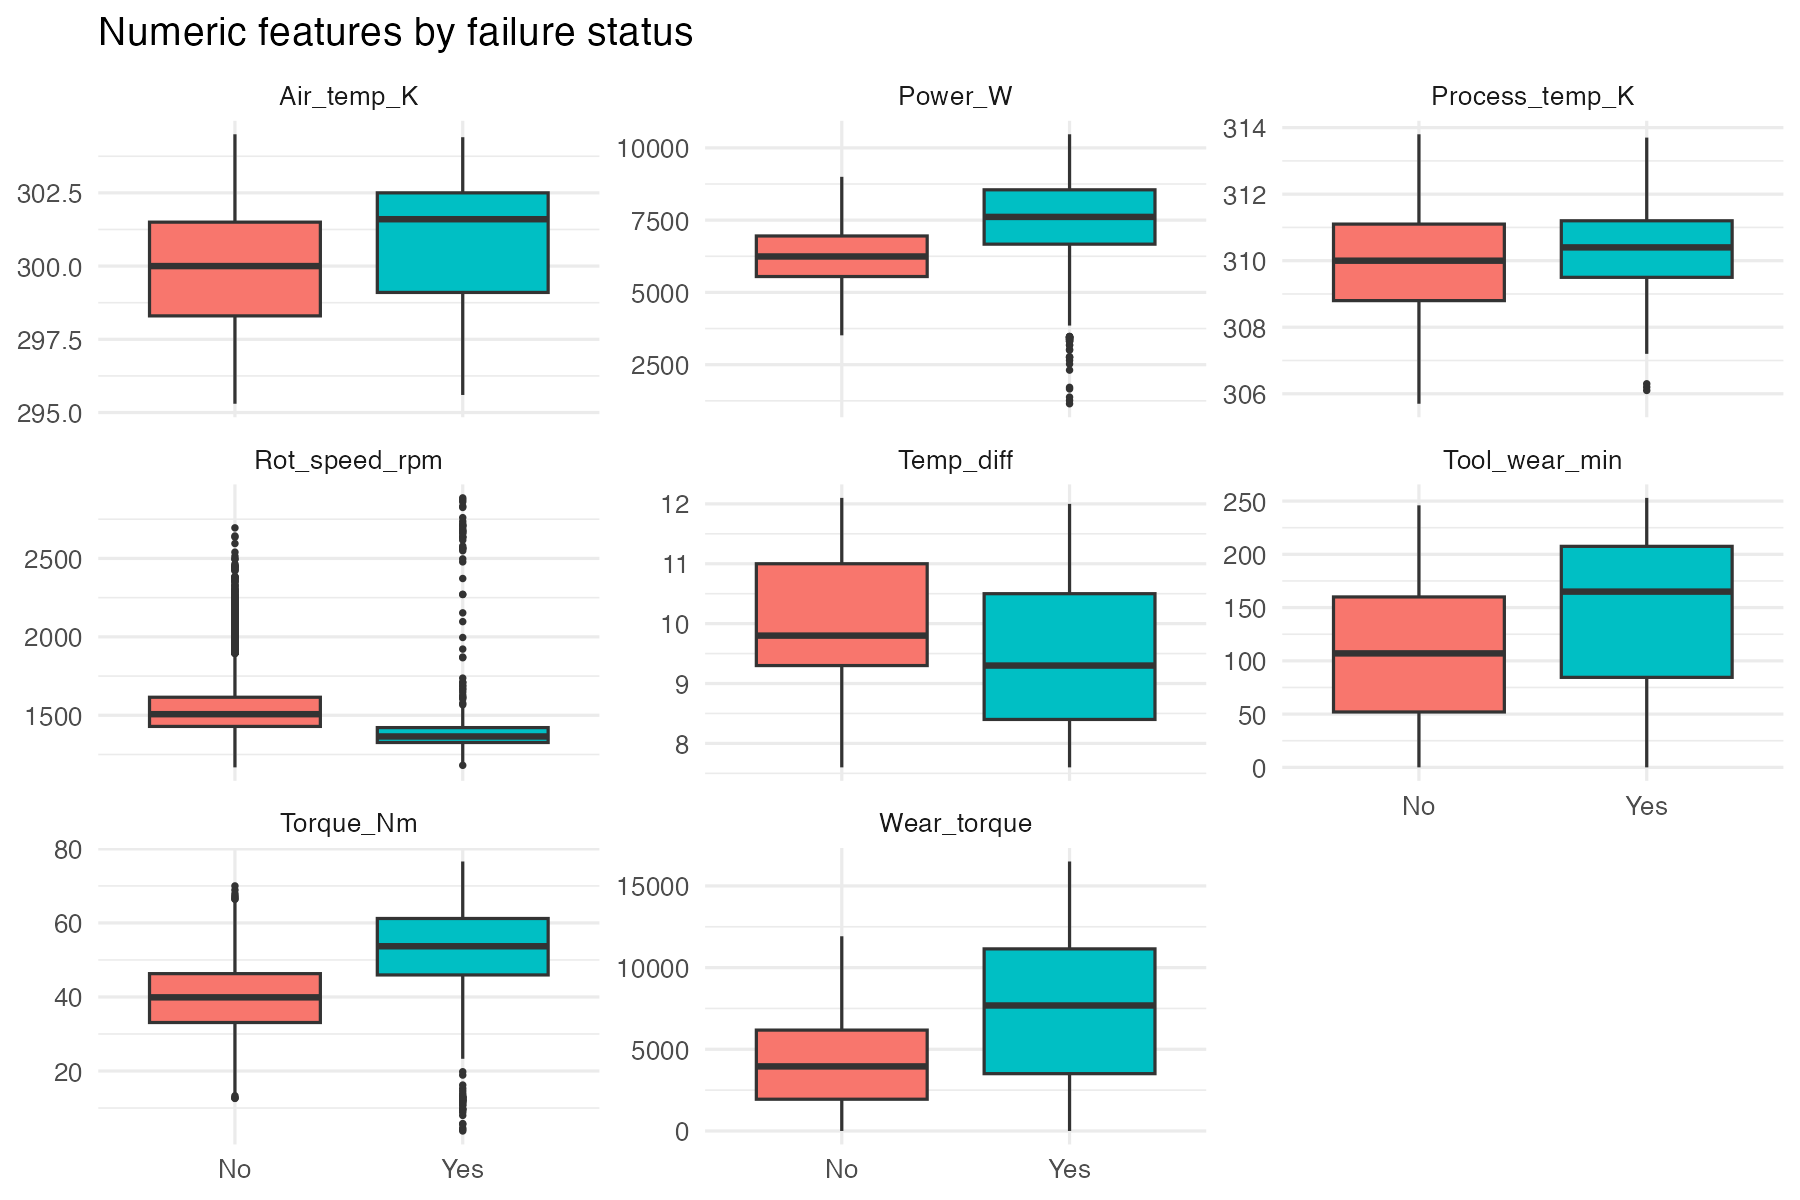 Numeric features by failure status
Air_temp_K
Power_W
Process_temp_K
302.5
300.0
297.5
295.0
10000
7500
5000
2500
314
312
310
308
306
Rot_speed_rpm
Temp_diff
Tool_wear_min
2500
2000
1500
12
11
10
9
8
250
200
150
100
50
0
No
Yes
Torque_Nm
Wear_torque
80
60
40
20
15000
10000
5000
0
No
Yes
No
Yes